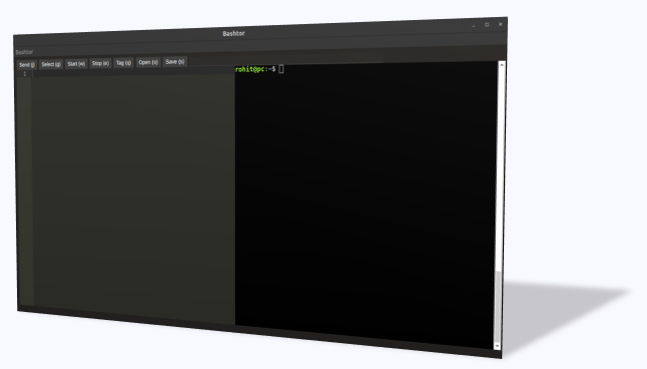 Bashtor
Bashtor
Send (j) Select (g) Start (w) Stop (e) Tag (g) Open (o) Save (s)
1
rohit@pc:~$